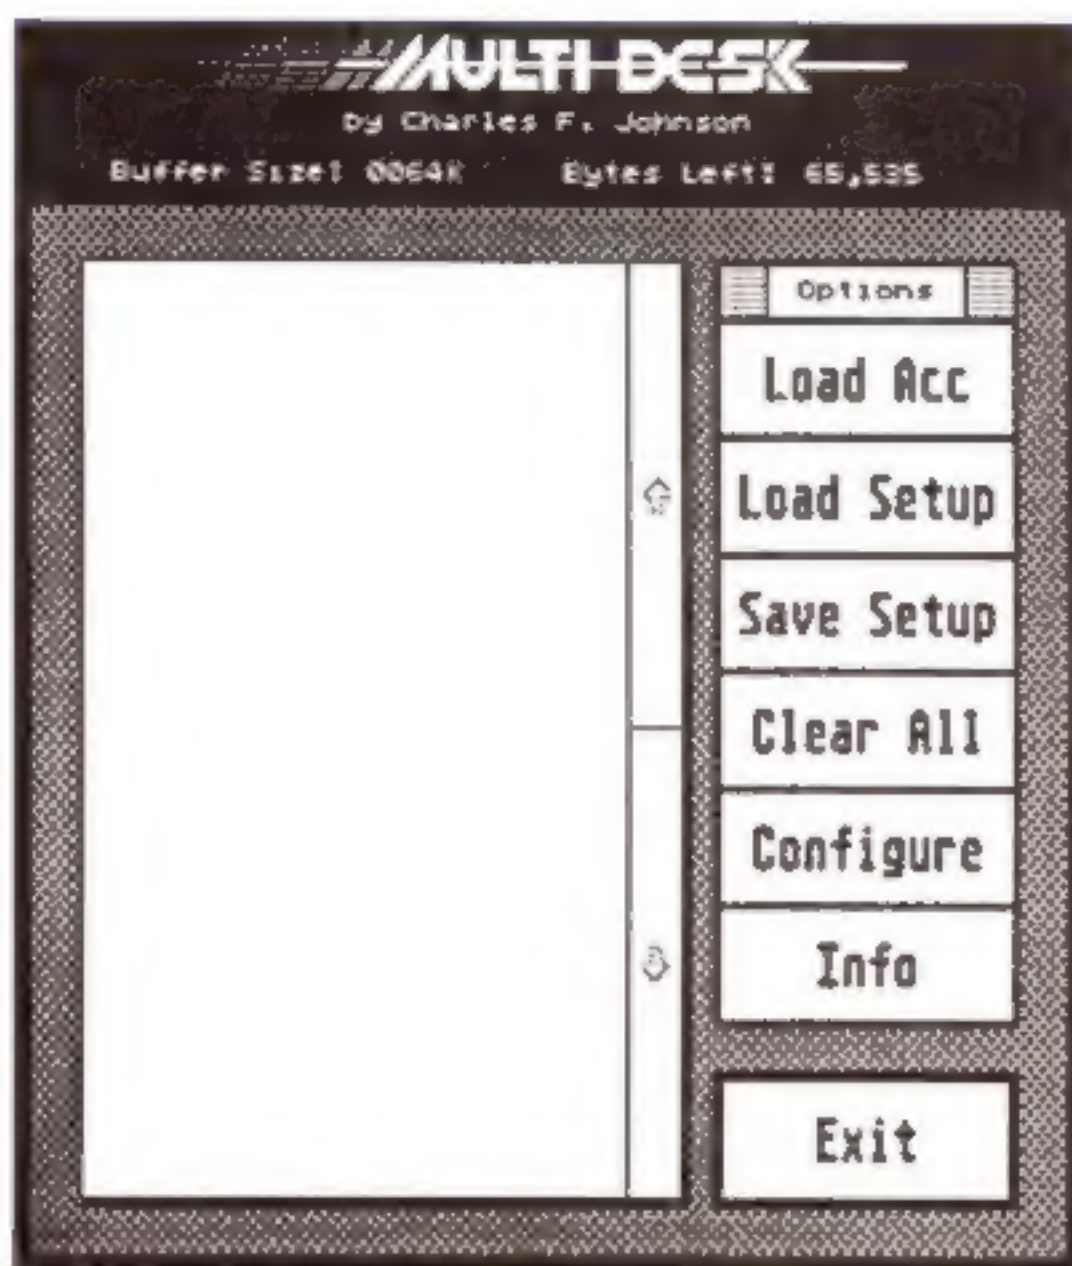 MULTI-DESK
by Charles F. Johnson
Buffer Size: 0064K Bytes Left: 65,535
Options
Load Acc
Load Setup
Save Setup
Clear All
Configure
Info
Exit